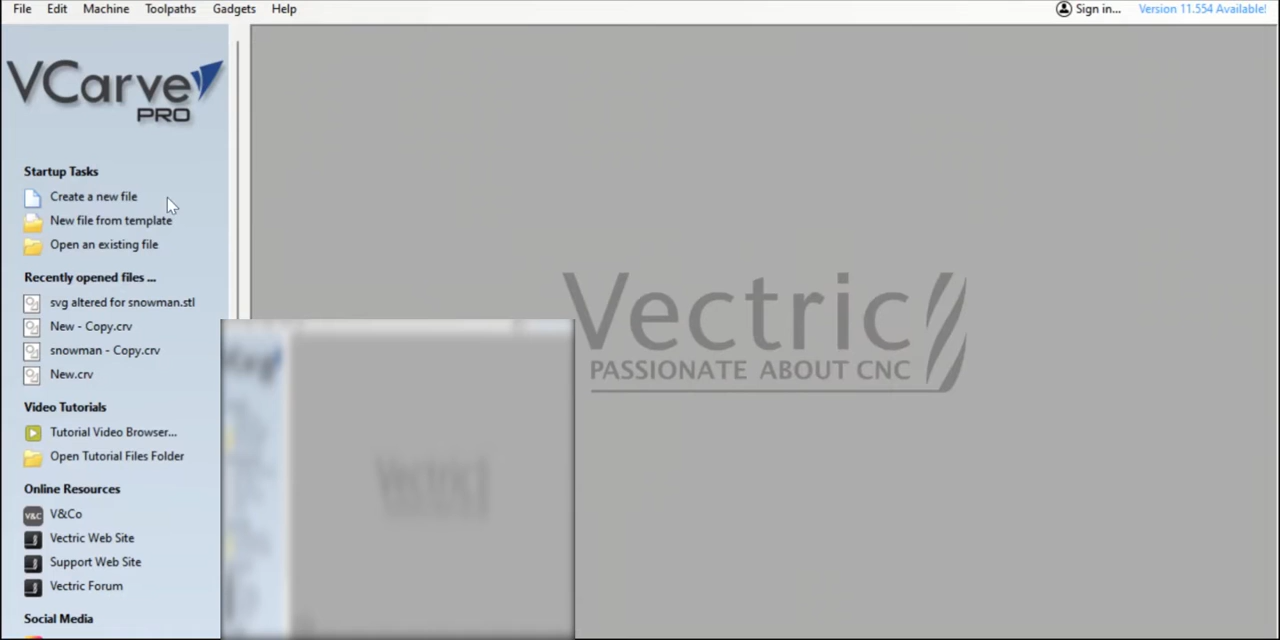 File Edit Machine Toolpaths Gadgets Help Sign in... Version 11.554 Available!
VCarve
PRO
Startup Tasks
Create a new file
New file from template
Open an existing file
Recently opened files ...
svg altered for snowman.stl
New - Copy.crv
snowman - Copy.crv
New.crv
Video Tutorials
Tutorial Video Browser...
Open Tutorial Files Folder
Online Resources
V&C V&Co
Vectric Web Site
Support Web Site
Vectric Forum
Social Media
Vectric
PASSIONATE ABOUT CNC
Vectric